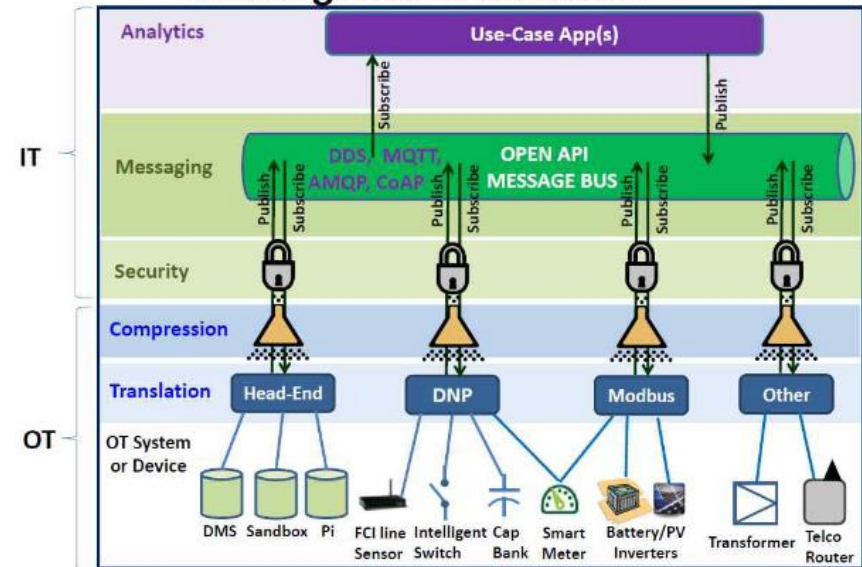 Analytics
Use-Case App(s)
Subscribe
Publish
IT
Messaging
DDS, MQTT,
AMQP, CoAP
OPEN API
MESSAGE BUS
Publish
Subscribe
Publish
Subscribe
Publish
Subscribe
Publish
Subscribe
Security
Compression
Translation
Head-End
DNP
Modbus
Other
OT
OT System
or Device
DMS
Sandbox
Pi
FCI line
Sensor
Intelligent
Switch
Cap
Bank
Smart
Meter
Battery/PV
Inverters
Transformer
Telco
Router